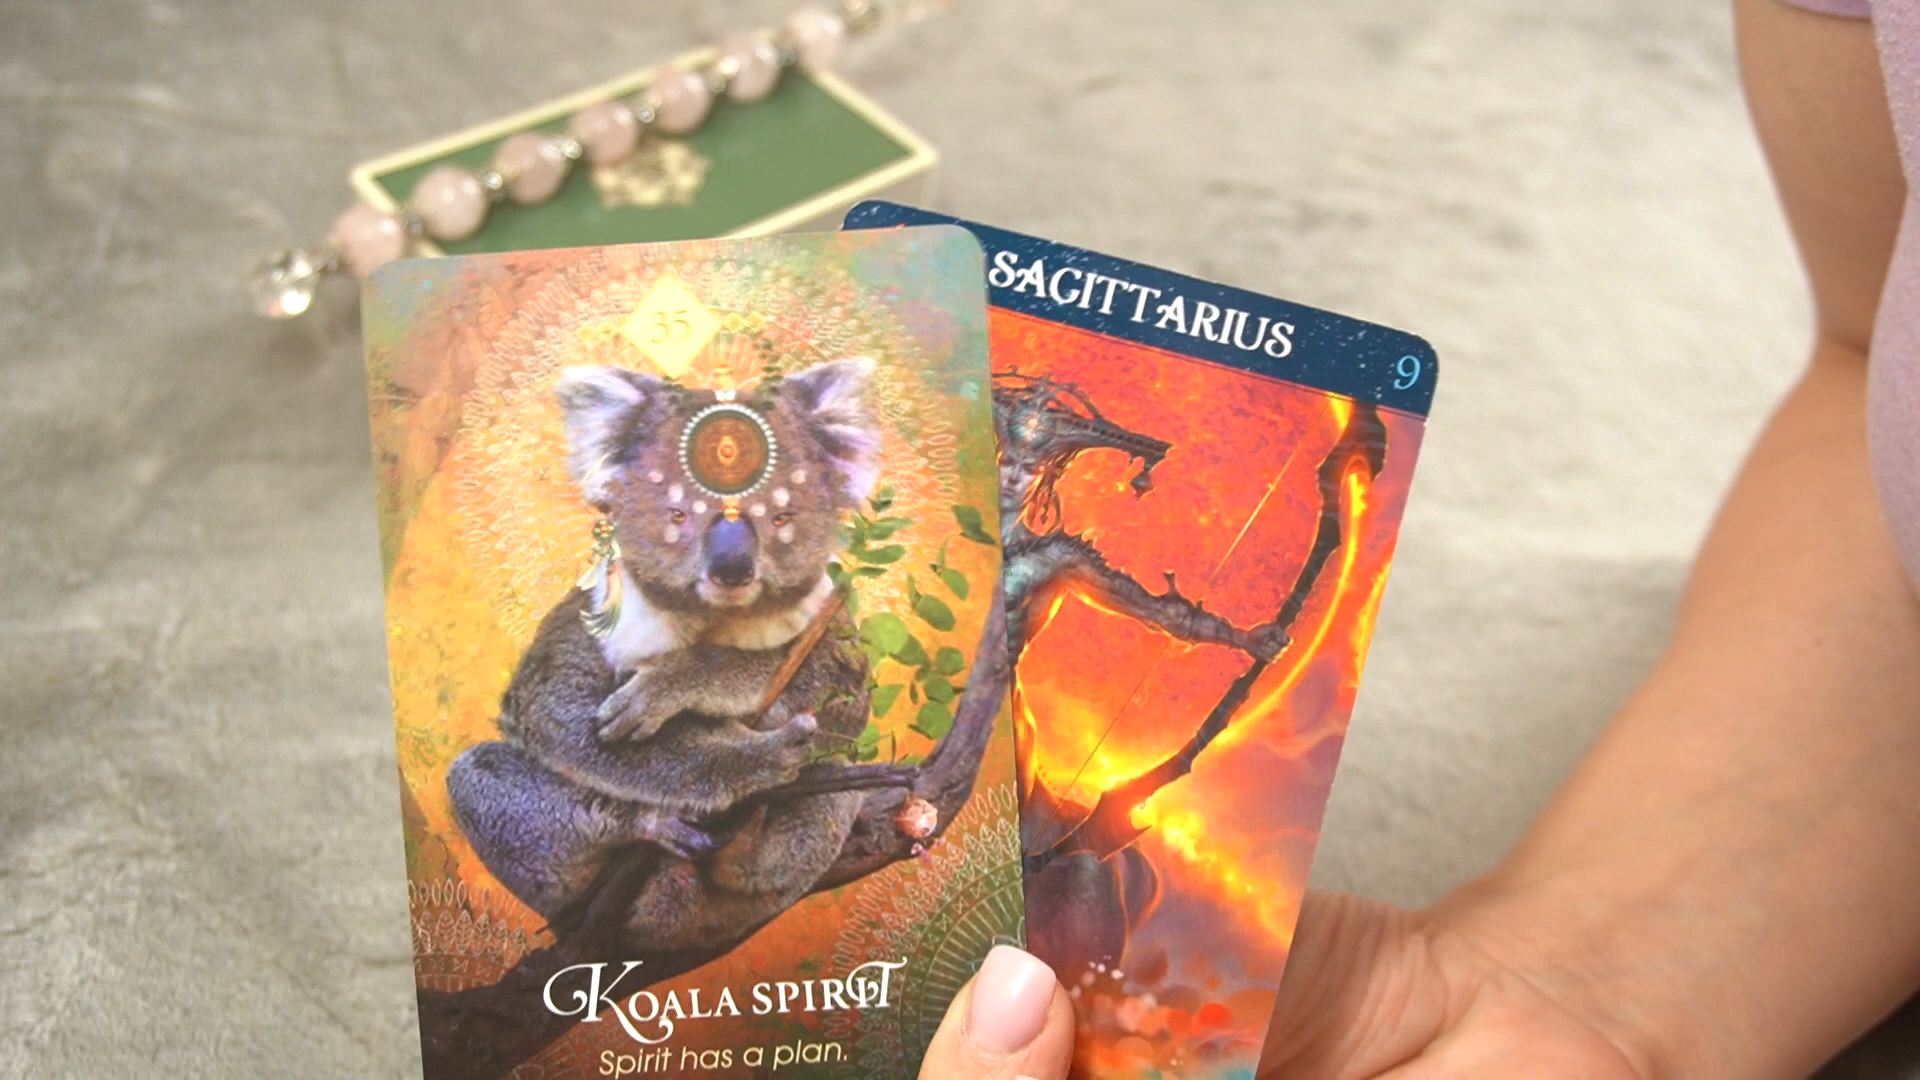 35
KOALA SPIRIT
Spirit has a plan.
SAGITTARIUS
9